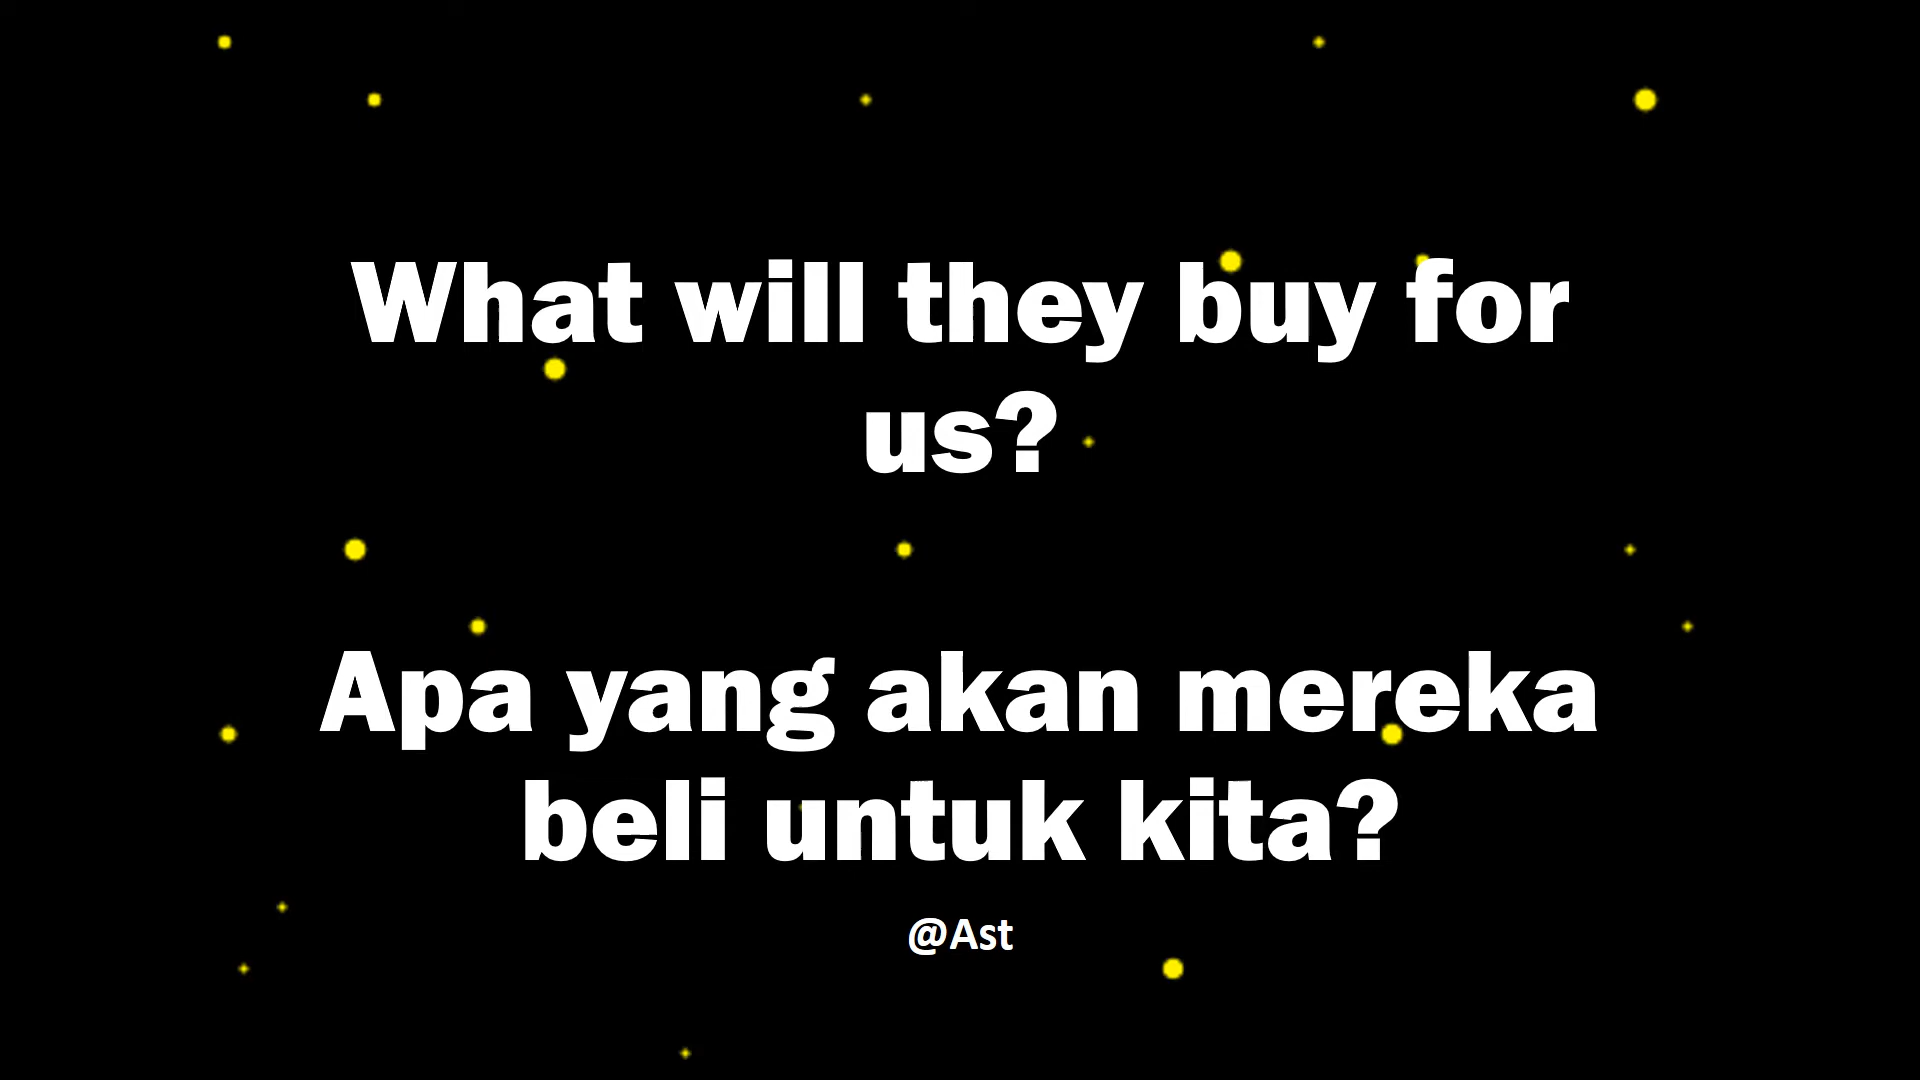 What will they buy for
us?
Apa yang akan mereka
beli untuk kita?
@Ast